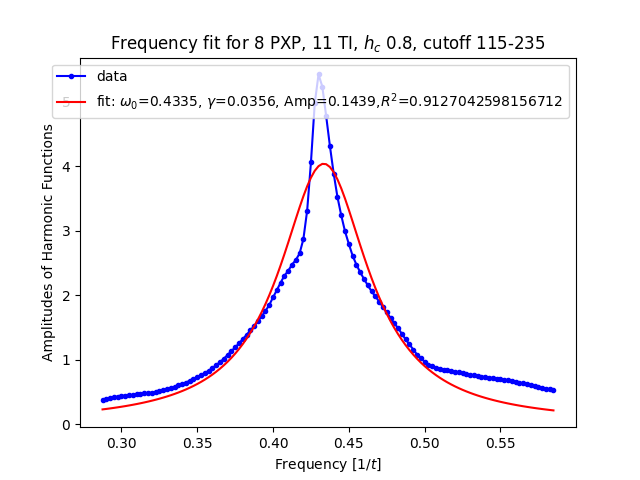 Frequency fit for 8 PXP, 11 TI, h_c 0.8, cutoff 115-235
data
fit: ω₀=0.4335, γ=0.0356, Amp=0.1439,R²=0.9127042598156712
Amplitudes of Harmonic Functions
5
4
3
2
1
0
0.30 0.35 0.40 0.45 0.50 0.55
Frequency [1/t]